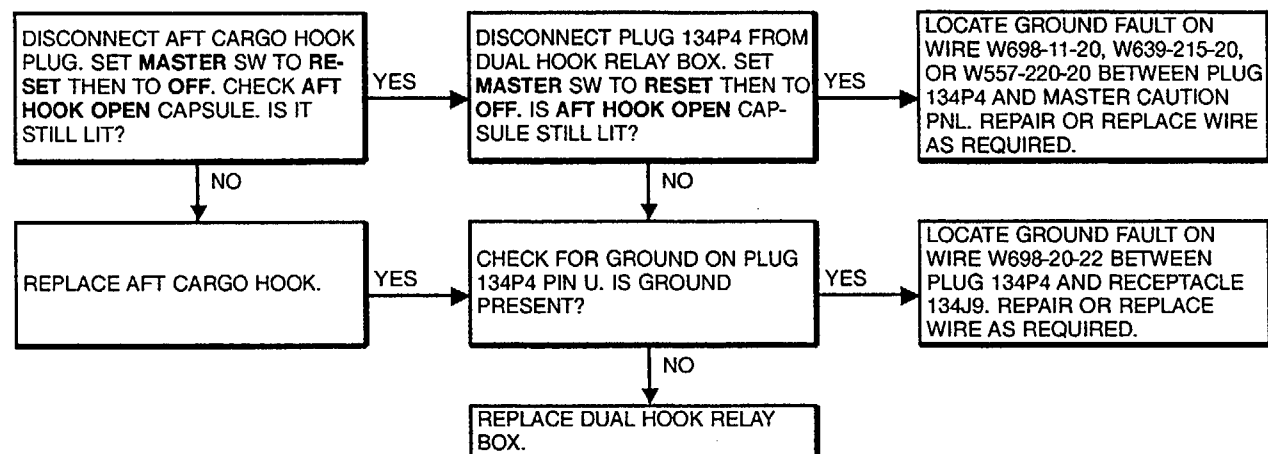 DISCONNECT AFT CARGO HOOK
PLUG. SET MASTER SW TO RE-
SET THEN TO OFF. CHECK AFT
HOOK OPEN CAPSULE. IS IT
STILL LIT?
YES
DISCONNECT PLUG 134P4 FROM
DUAL HOOK RELAY BOX. SET
MASTER SW TO RESET THEN TO
OFF. IS AFT HOOK OPEN CAP-
SULE STILL LIT?
YES
LOCATE GROUND FAULT ON
WIRE W698-11-20, W639-215-20,
OR W557-220-20 BETWEEN PLUG
134P4 AND MASTER CAUTION
PNL. REPAIR OR REPLACE WIRE
AS REQUIRED.
NO
NO
REPLACE AFT CARGO HOOK.
YES
CHECK FOR GROUND ON PLUG
134P4 PIN U. IS GROUND
PRESENT?
YES
LOCATE GROUND FAULT ON
WIRE W698-20-22 BETWEEN
PLUG 134P4 AND RECEPTACLE
134J9. REPAIR OR REPLACE
WIRE AS REQUIRED.
NO
REPLACE DUAL HOOK RELAY
BOX.